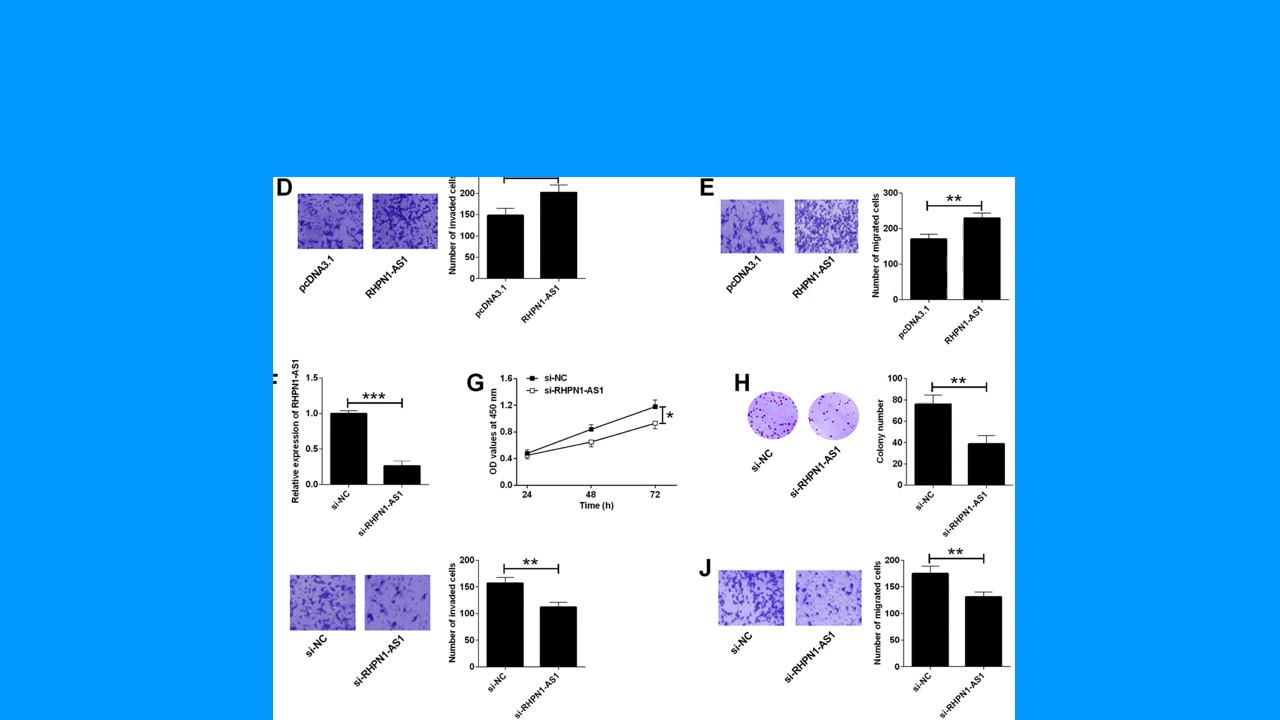 D
pcDNA3.1
RHPN1-AS1
Number of invaded cells
200
150
100
50
0
pcDNA3.1
RHPN1-AS1
E
pcDNA3.1
RHPN1-AS1
Number of migrated cells
300
200
100
0
**
pcDNA3.1
RHPN1-AS1
Relative expression of RHPN1-AS1
1.5
1.0
0.5
0.0
***
si-NC
si-RHPN1-AS1
G
OD values at 450 nm
1.6
1.2
0.8
0.4
0.0
si-NC
si-RHPN1-AS1
*
24 48 72
Time (h)
H
si-NC
si-RHPN1-AS1
Colony number
100
80
60
40
20
0
**
si-NC
si-RHPN1-AS1
si-NC
si-RHPN1-AS1
Number of invaded cells
200
150
100
50
0
**
si-NC
si-RHPN1-AS1
J
si-NC
si-RHPN1-AS1
Number of migrated cells
200
150
100
50
0
**
si-NC
si-RHPN1-AS1